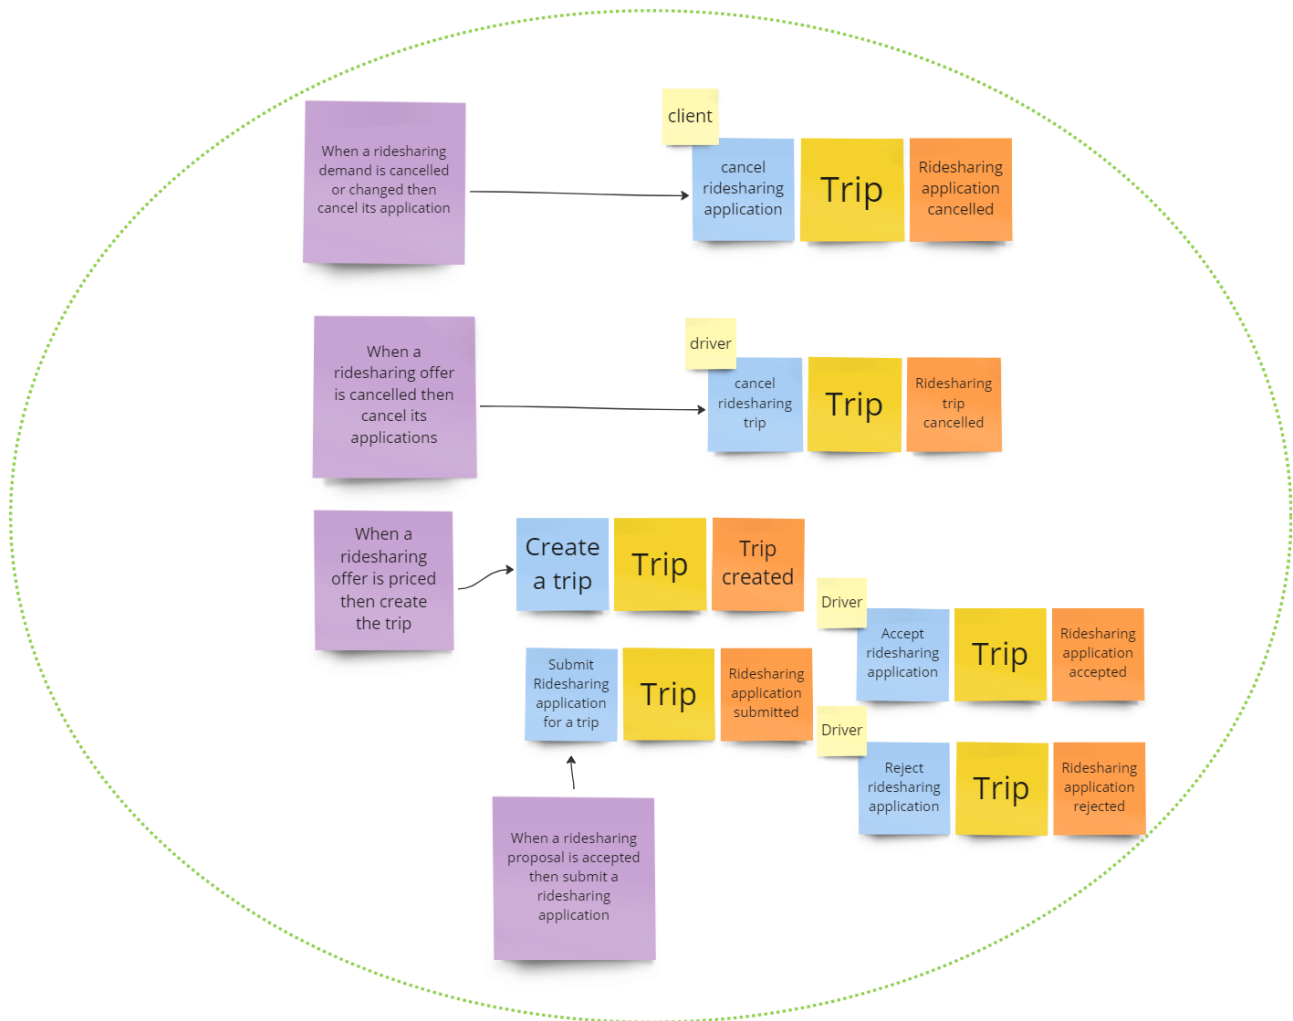 When a ridesharing
demand is cancelled
or changed then
cancel its application
client
cancel
ridesharing
application
Trip
Ridesharing
application
cancelled
When a
ridesharing offer
is cancelled then
cancel its
applications
driver
cancel
ridesharing
trip
Trip
Ridesharing
trip
cancelled
When a
ridesharing
offer is priced
then create
the trip
Create
a trip
Trip
Trip
created
Submit
Ridesharing
application
for a trip
Trip
Ridesharing
application
submitted
Driver
Accept
ridesharing
application
Trip
Ridesharing
application
accepted
Driver
Reject
ridesharing
application
Trip
Ridesharing
application
rejected
When a ridesharing
proposal is accepted
then submit a
ridesharing
application